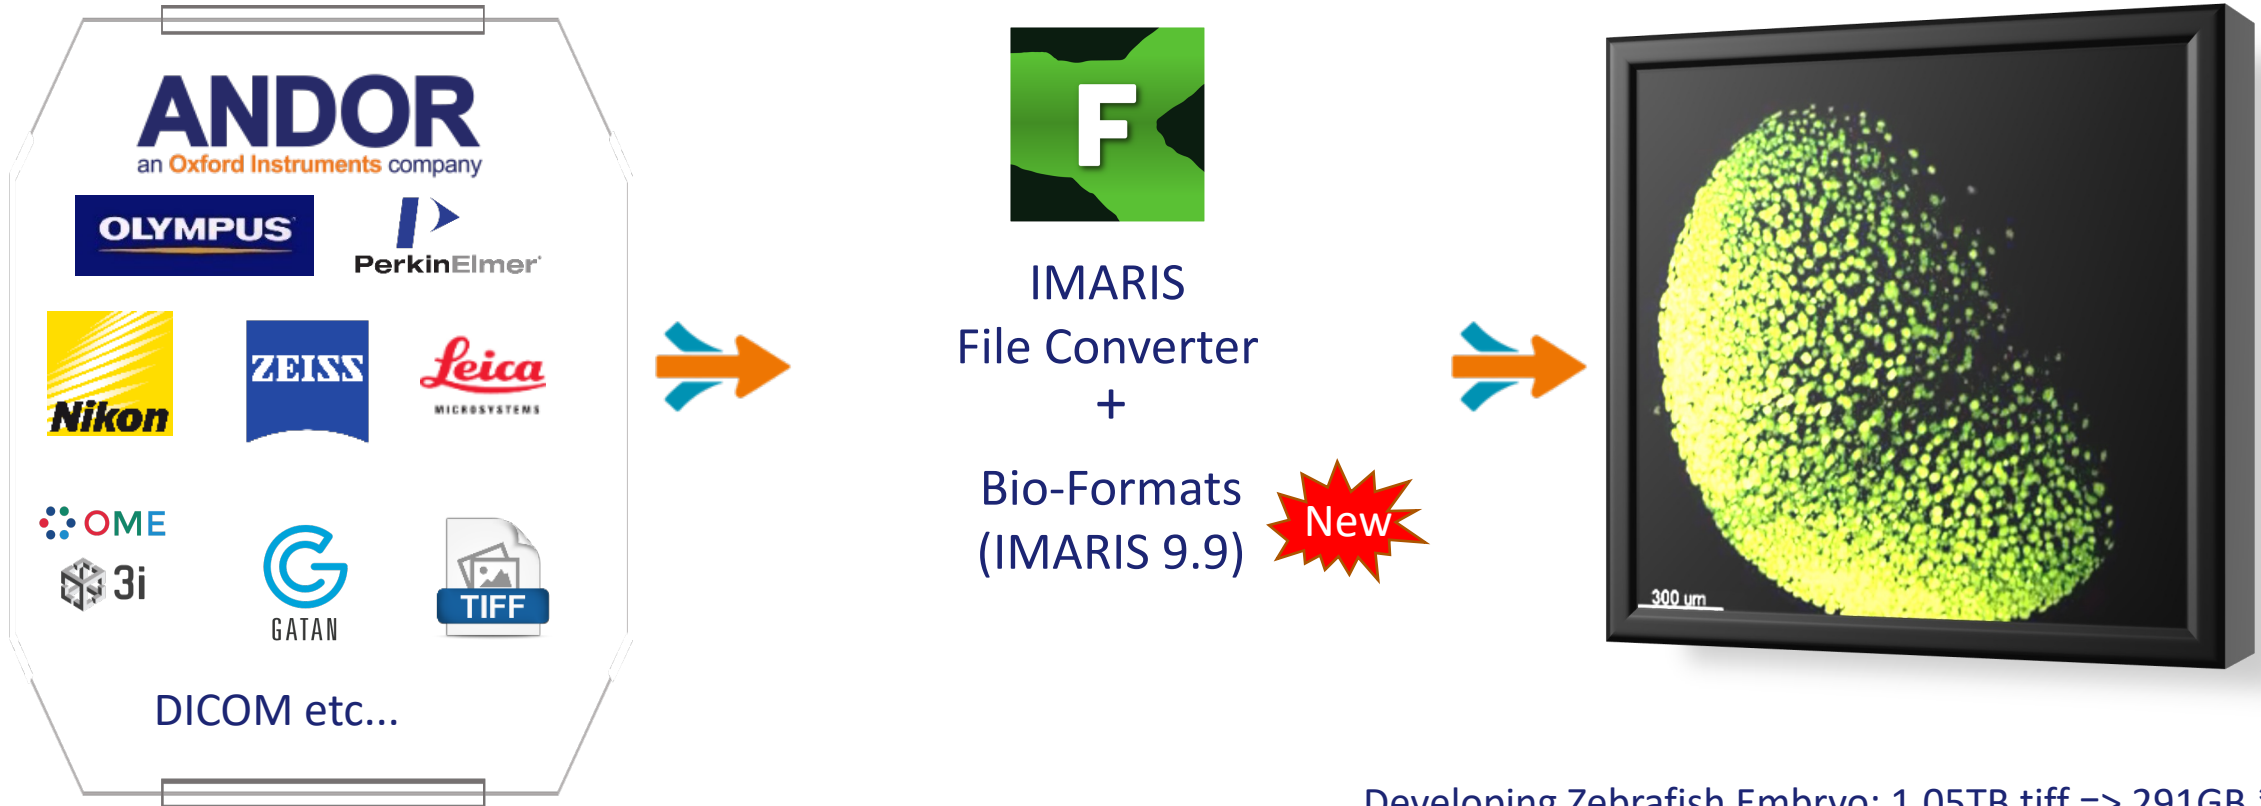 ANDOR
an Oxford Instruments company
OLYMPUS
PerkinElmer
Nikon
ZEISS
Leica
MICROSYSTEMS
OME
3i
GATAN
TIFF
DICOM etc...
F
IMARIS
File Converter
+
Bio-Formats
(IMARIS 9.9)
New
300 um
Developing Zebrafish Embryo: 1.05TB tiff => 291GB